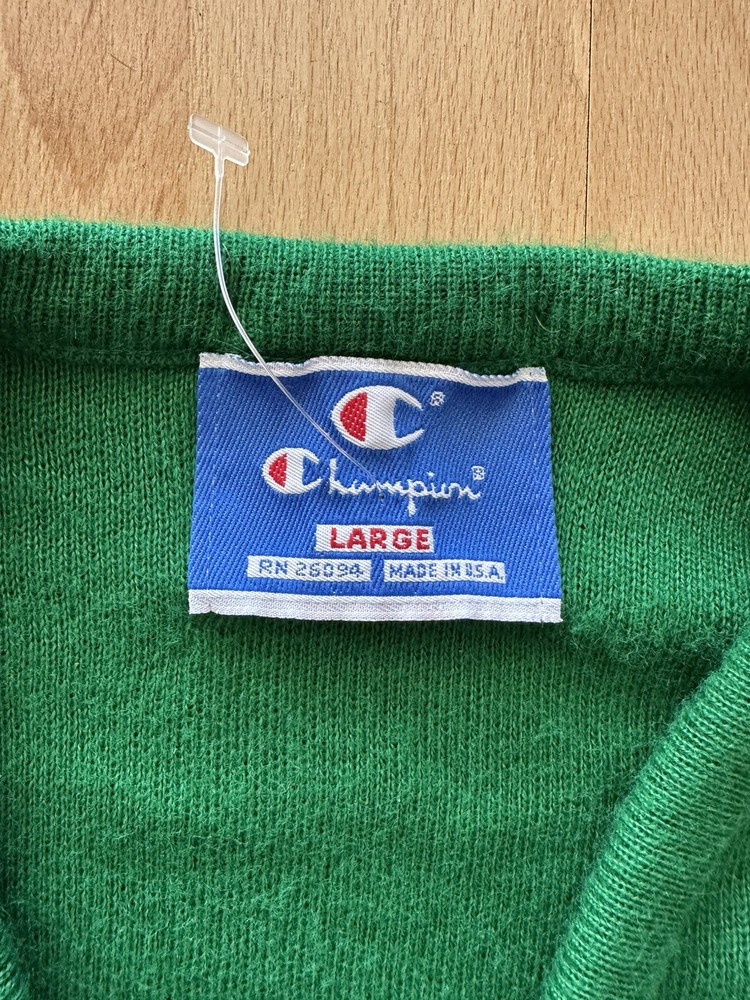 C®
Champion®
LARGE
RN 26094 MADE IN U.S.A.